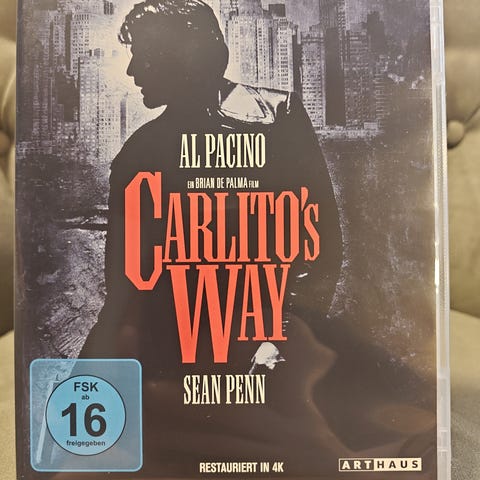 AL PACINO
EIN BRIAN DE PALMA FILM
CARLITO'S
WAY
SEAN PENN
FSK
ab
16
freigegeben
RESTAURIERT IN 4K
ARTHAUS